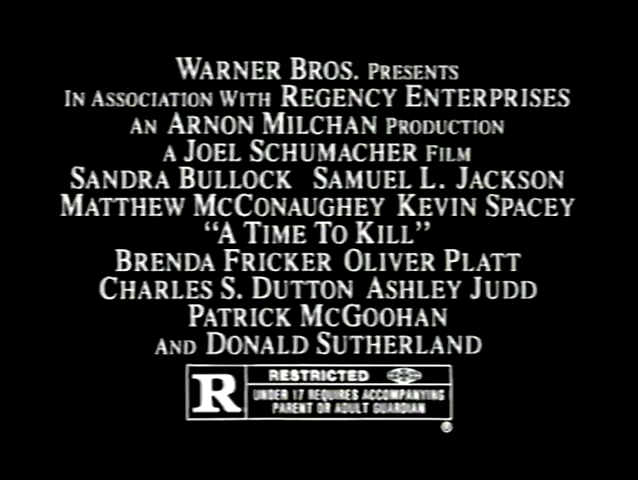 WARNER BROS. PRESENTS
IN ASSOCIATION WITH REGENCY ENTERPRISES
AN ARNON MILCHAN PRODUCTION
A JOEL SCHUMACHER FILM
SANDRA BULLOCK SAMUEL L. JACKSON
MATTHEW MCCONAUGHEY KEVIN SPACEY
“A TIME TO KILL”
BRENDA FRICKER OLIVER PLATT
CHARLES S. DUTTON ASHLEY JUDD
PATRICK MCGOOHAN
AND DONALD SUTHERLAND
R RESTRICTED
UNDER 17 REQUIRES ACCOMPANYING
PARENT OR ADULT GUARDIAN
®